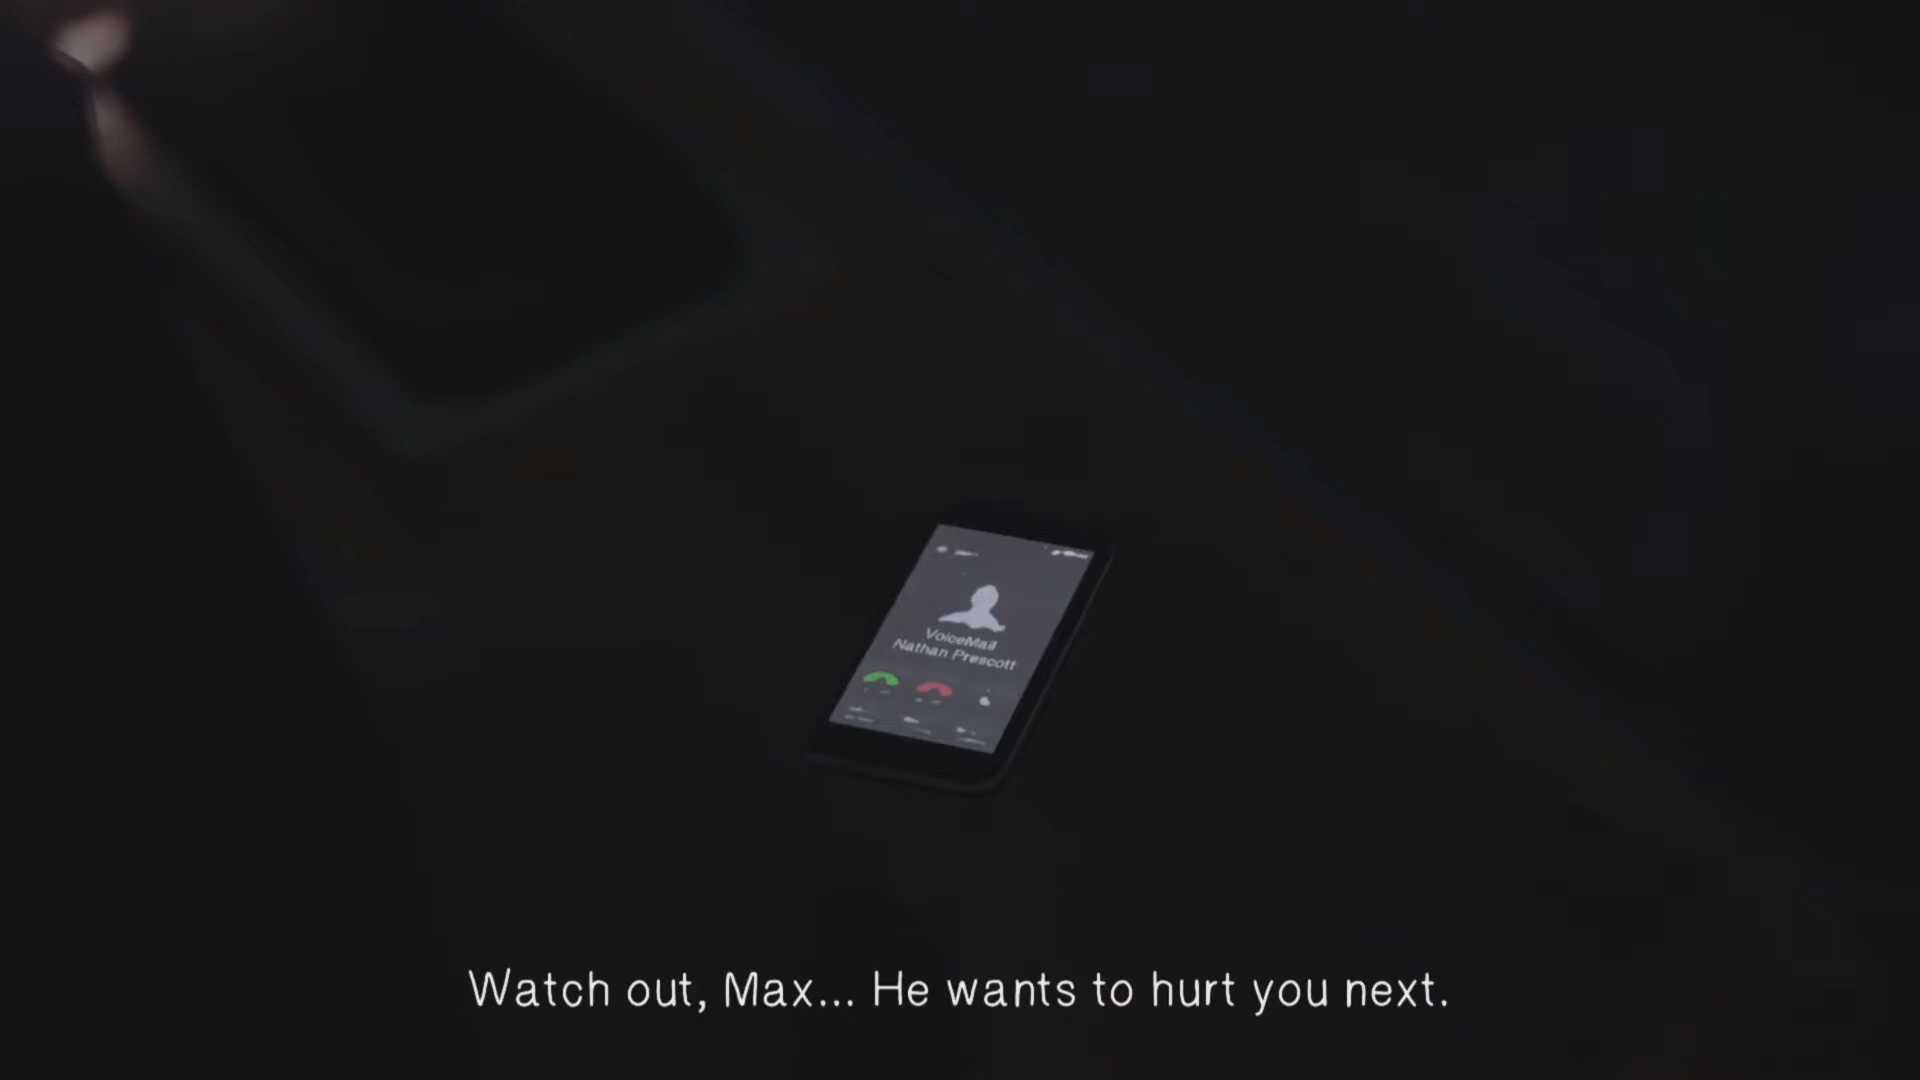 VoiceMail
Nathan Prescott
Watch out, Max... He wants to hurt you next.